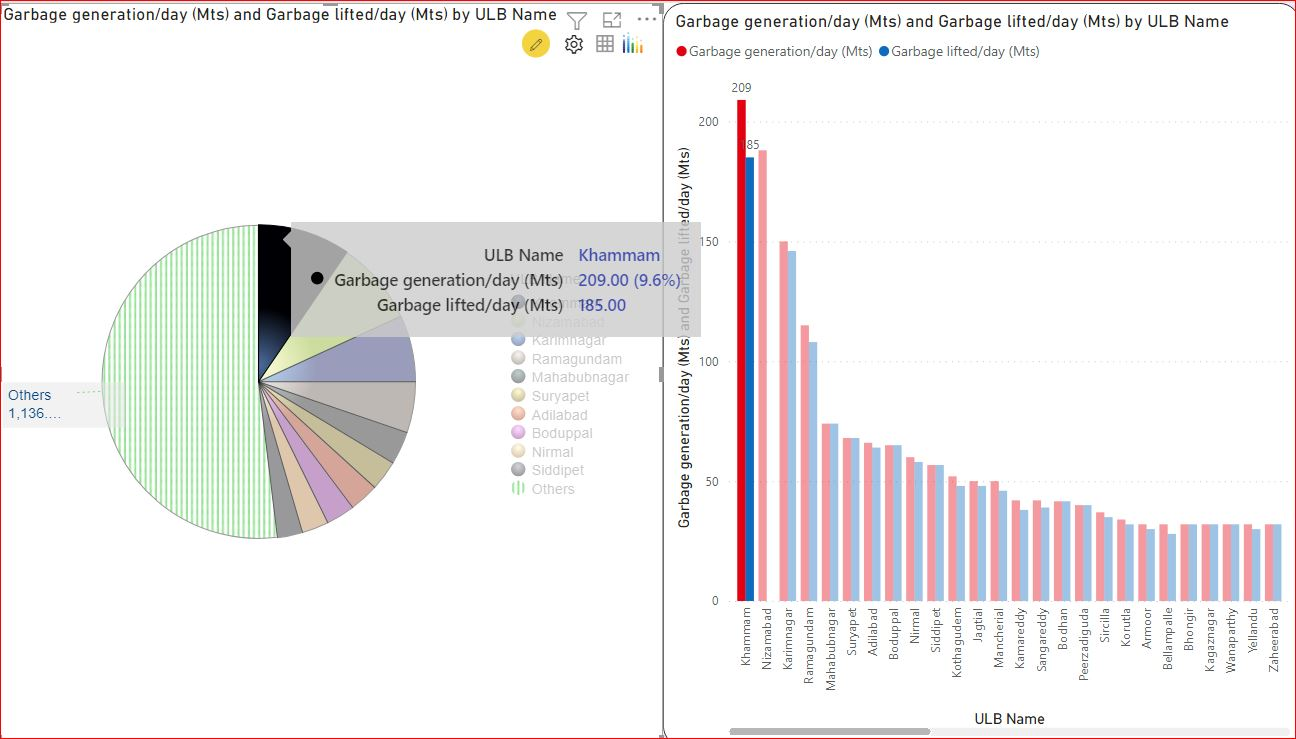 Garbage generation/day (Mts) and Garbage lifted/day (Mts) by ULB Name
ULB Name Khammam
Garbage generation/day (Mts) 209.00 (9.6%)
Garbage lifted/day (Mts) 185.00
Nizamabad
Karimnagar
Ramagundam
Mahabubnagar
Suryapet
Adilabad
Boduppal
Nirmal
Siddipet
Others
Others
1,136....
Garbage generation/day (Mts) and Garbage lifted/day (Mts) by ULB Name
Garbage generation/day (Mts) Garbage lifted/day (Mts)
209
85
200
150
100
50
0
Garbage generation/day (Mts) and Garbage lifted/day (Mts)
Khammam
Nizamabad
Karimnagar
Ramagundam
Mahabubnagar
Suryapet
Adilabad
Boduppal
Nirmal
Siddipet
Kothagudem
Jagtial
Mancherial
Kamareddy
Sangareddy
Bodhan
Peerzadiguda
Sircilla
Korutla
Armoor
Bellampalle
Bhongir
Kagaznagar
Wanaparthy
Yellandu
Zaheerabad
ULB Name